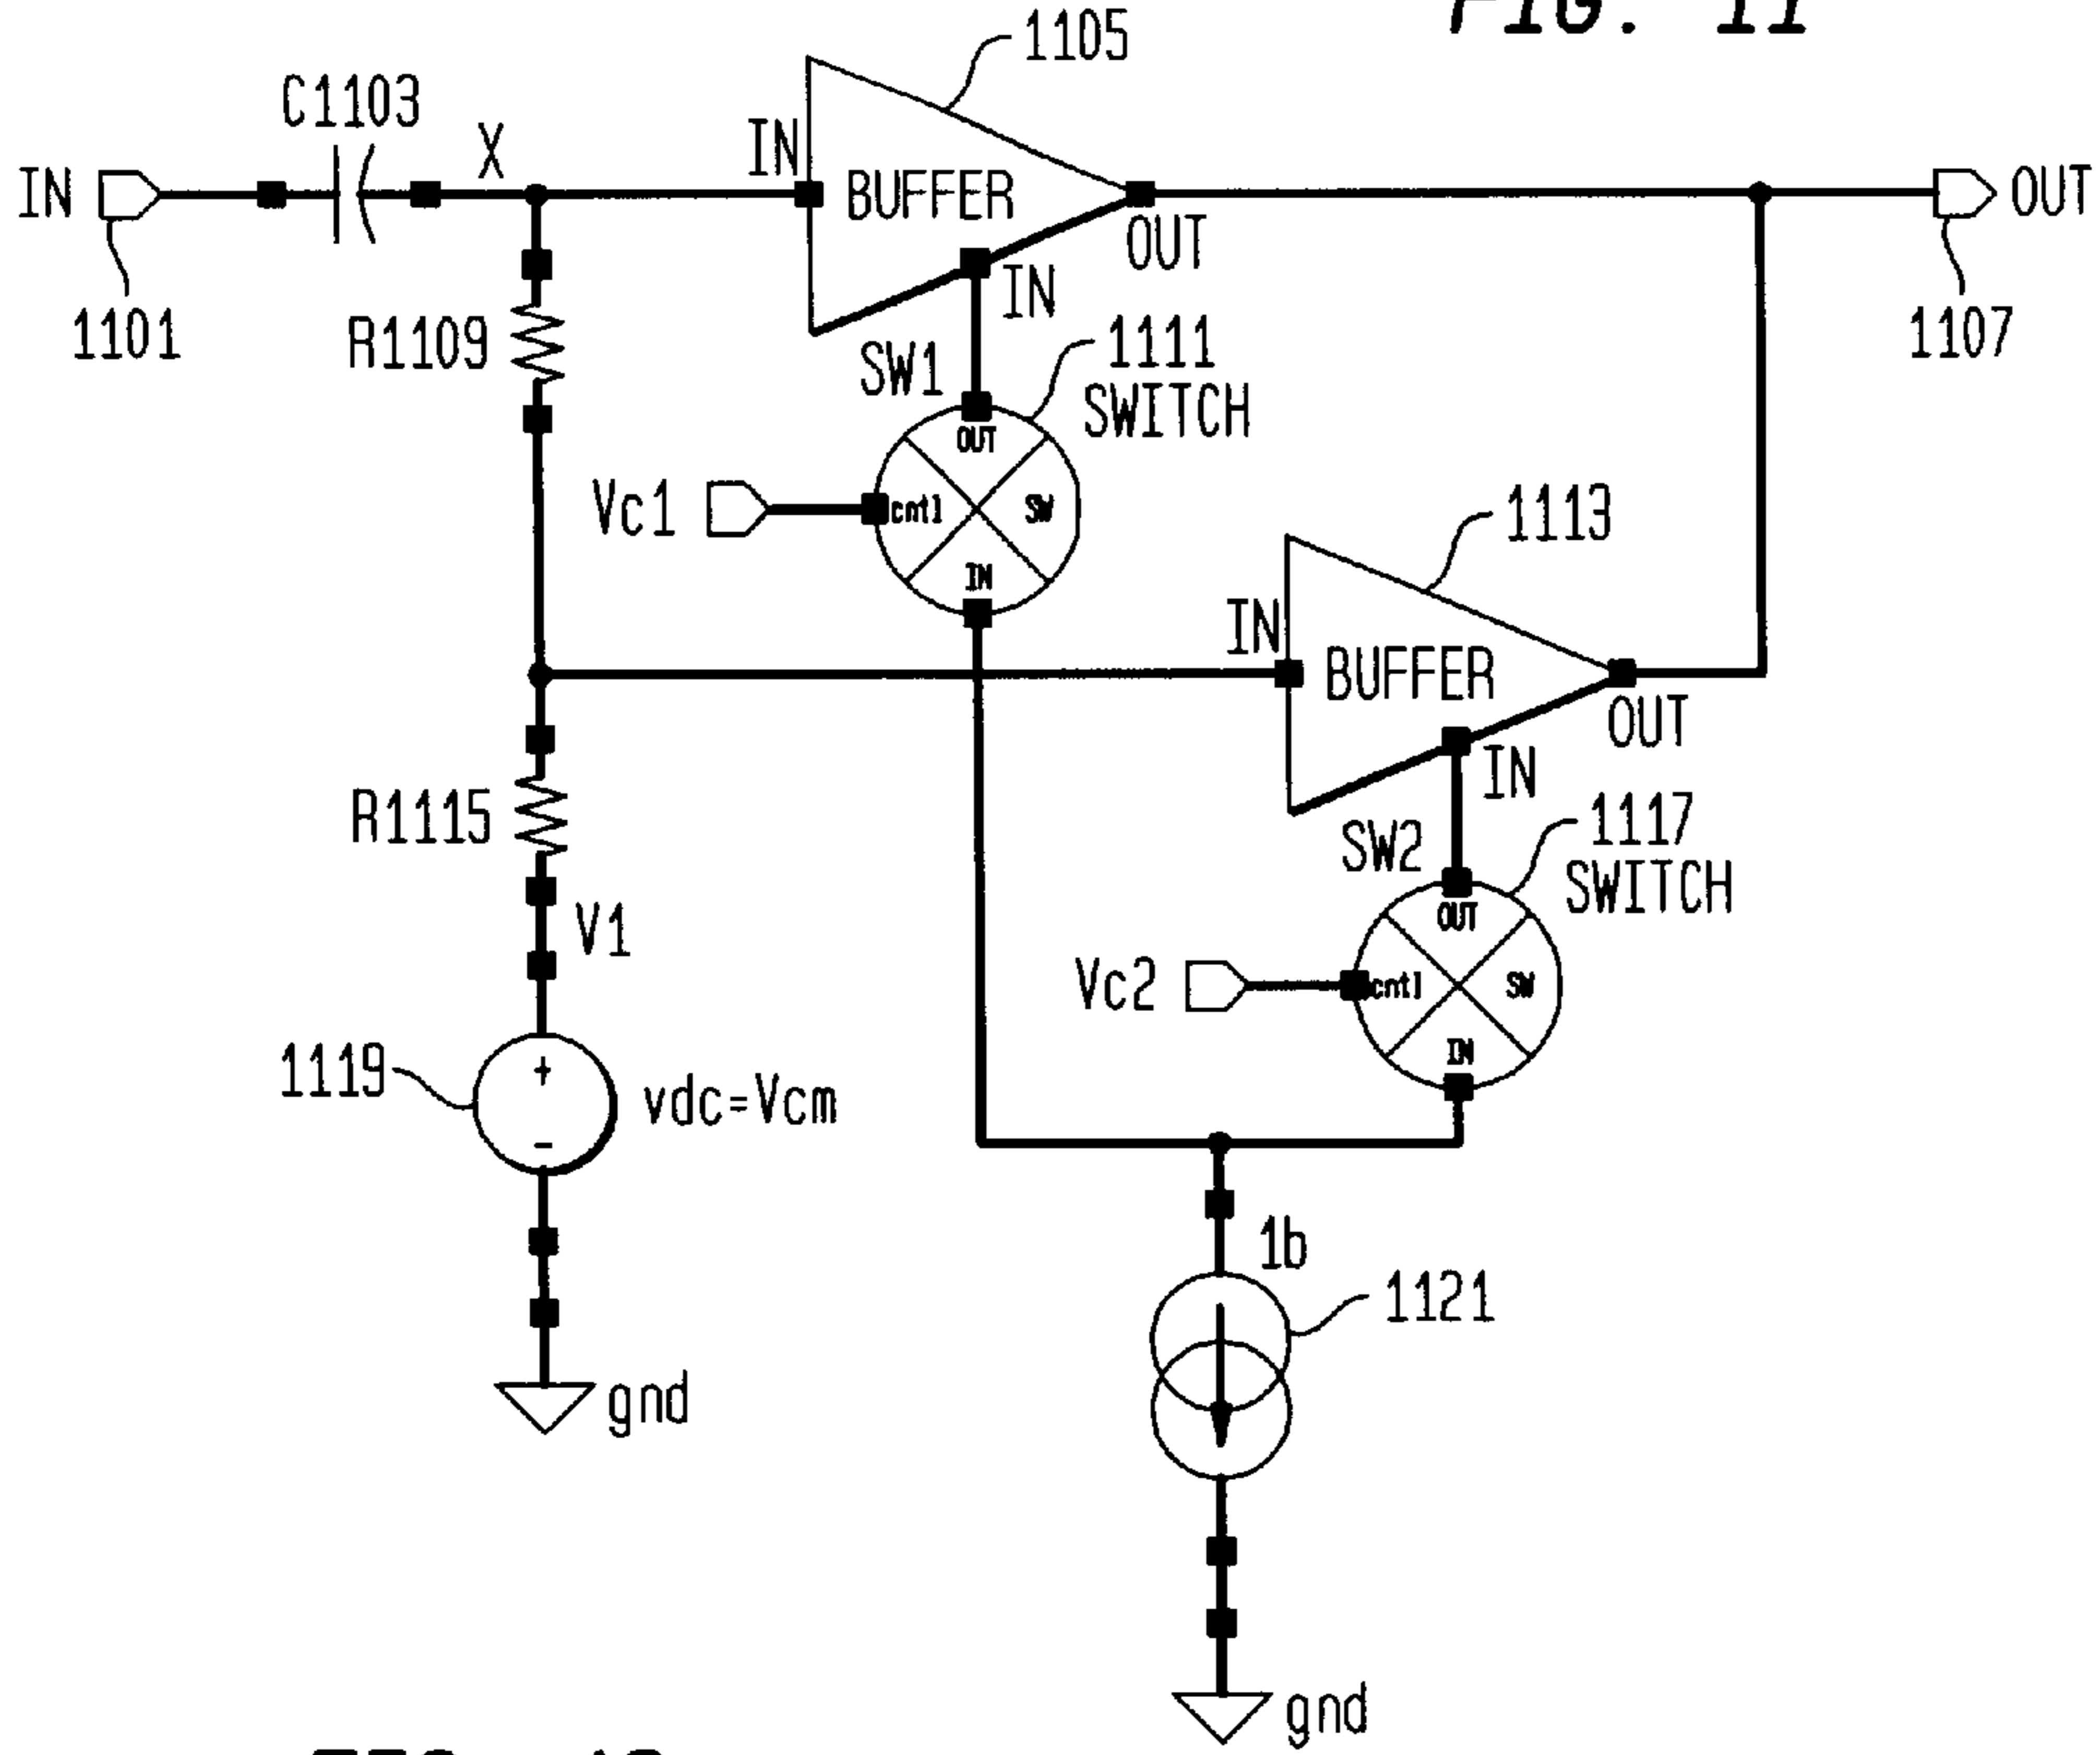 FIG. 11
1105
C1103
X
IN
IN
BUFFER
OUT
OUT
IN
1101
R1109
1107
SW1
1111
SWITCH
OUT
Vc1
cntl
SW
IN
1113
IN
BUFFER
OUT
IN
R1115
SW2
1117
SWITCH
OUT
V1
Vc2
cntl
SW
IN
1119
+
-
vdc=Vcm
1b
1121
gnd
gnd